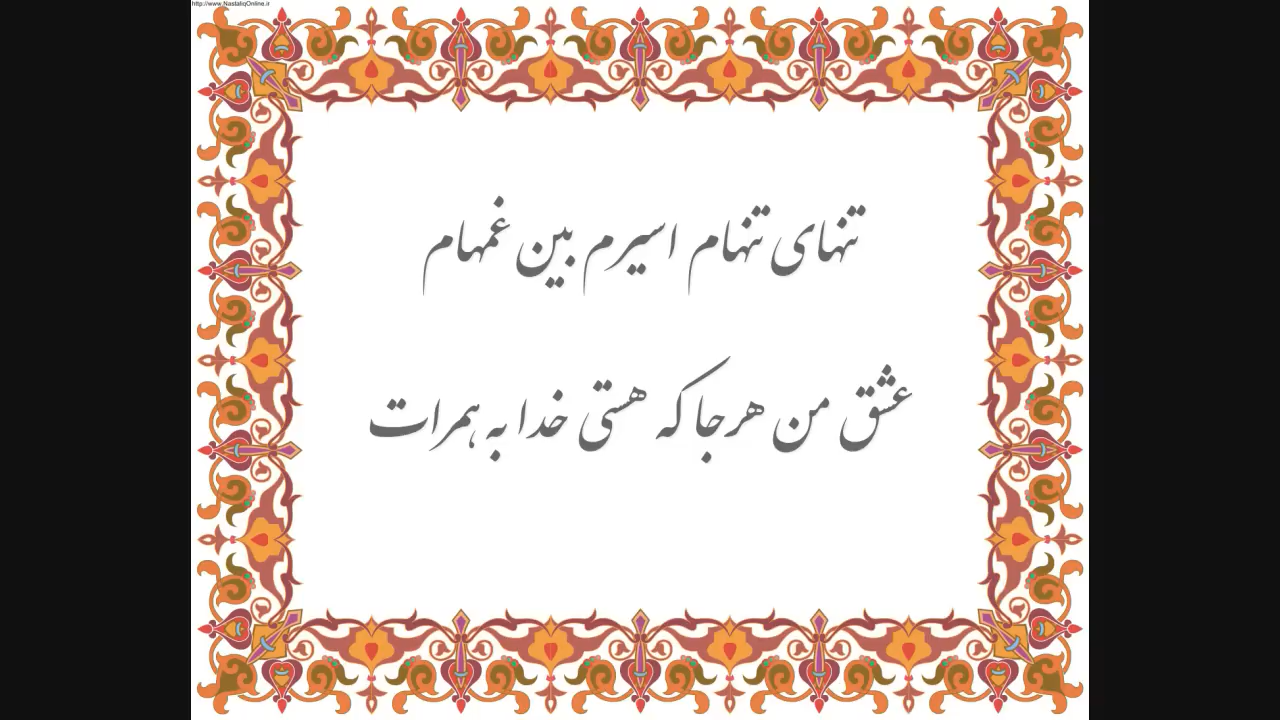 http://www.NastaliqOnline.ir
تنهای تنهام اسیرم بین غمهام
عشق من هرجا که هستی خدا به همرات